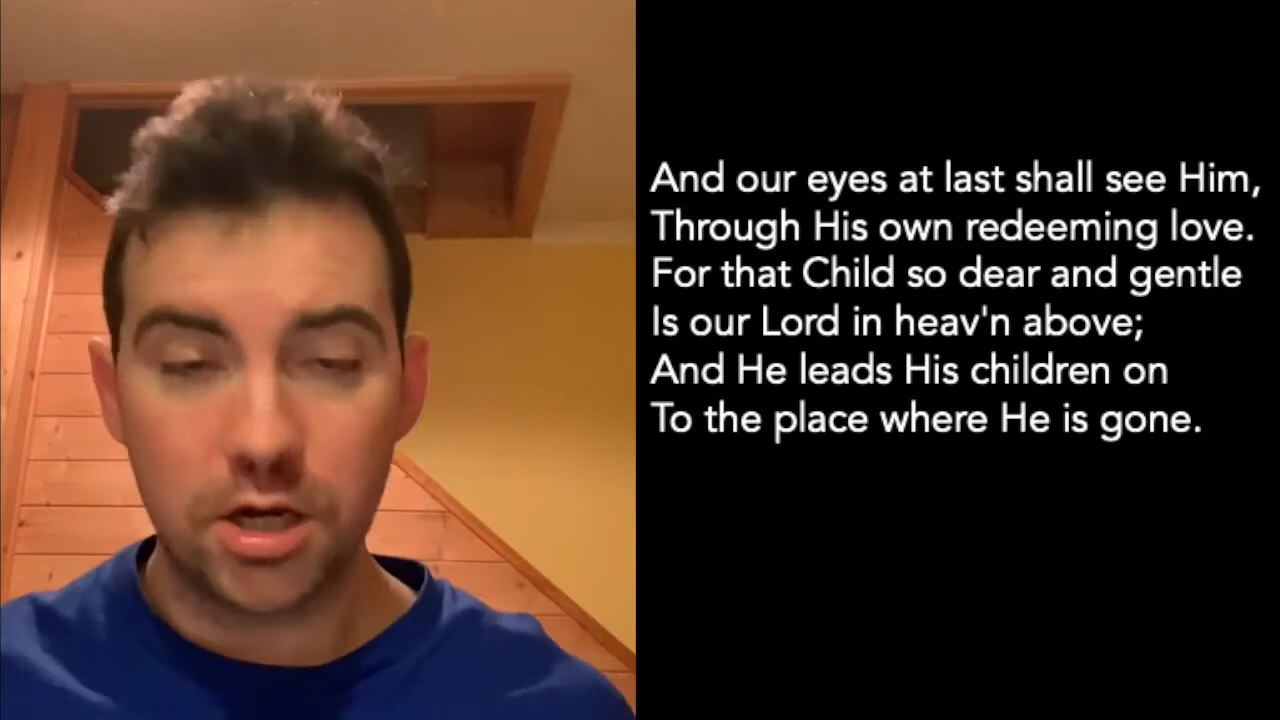 And our eyes at last shall see Him,
Through His own redeeming love.
For that Child so dear and gentle
Is our Lord in heav'n above;
And He leads His children on
To the place where He is gone.